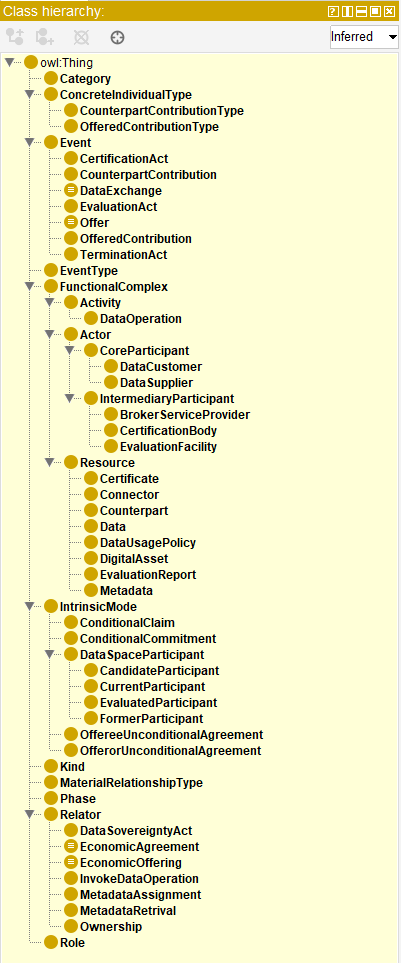 Class hierarchy:
Inferred
owl:Thing
Category
ConcreteIndividualType
CounterpartContributionType
OfferedContributionType
Event
CertificationAct
CounterpartContribution
DataExchange
EvaluationAct
Offer
OfferedContribution
TerminationAct
EventType
FunctionalComplex
Activity
DataOperation
Actor
CoreParticipant
DataCustomer
DataSupplier
IntermediaryParticipant
BrokerServiceProvider
CertificationBody
EvaluationFacility
Resource
Certificate
Connector
Counterpart
Data
DataUsagePolicy
DigitalAsset
EvaluationReport
Metadata
IntrinsicMode
ConditionalClaim
ConditionalCommitment
DataSpaceParticipant
CandidateParticipant
CurrentParticipant
EvaluatedParticipant
FormerParticipant
OffereeUnconditionalAgreement
OfferorUnconditionalAgreement
Kind
MaterialRelationshipType
Phase
Relator
DataSovereigntyAct
EconomicAgreement
EconomicOffering
InvokeDataOperation
MetadataAssignment
MetadataRetrival
Ownership
Role